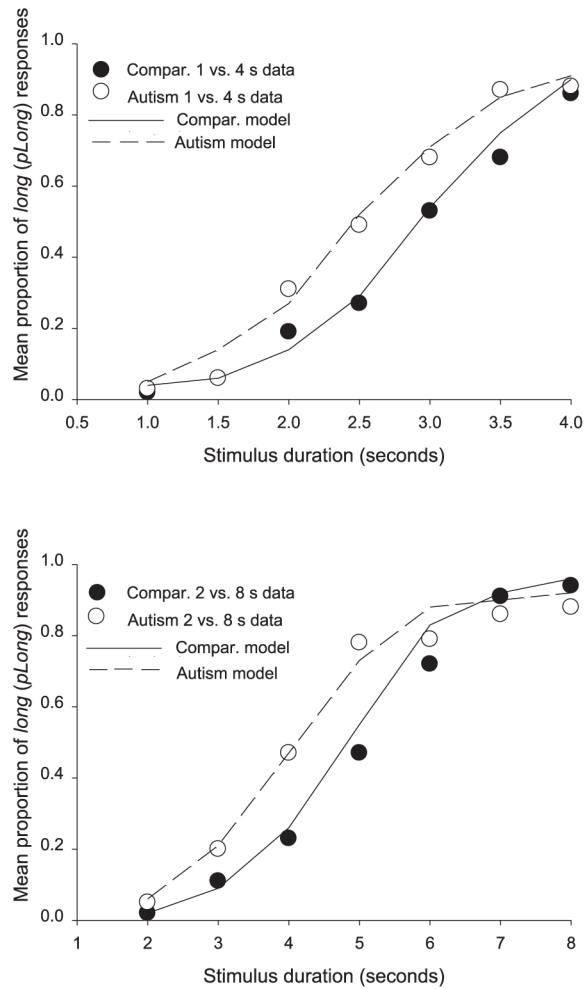 Mean proportion of long (pLong) responses
1.0
0.8
0.6
0.4
0.2
0.0
Compar. 1 vs. 4 s data
Autism 1 vs. 4 s data
Compar. model
Autism model
0.5 1.0 1.5 2.0 2.5 3.0 3.5 4.0
Stimulus duration (seconds)
Mean proportion of long (pLong) responses
1.0
0.8
0.6
0.4
0.2
0.0
Compar. 2 vs. 8 s data
Autism 2 vs. 8 s data
Compar. model
Autism model
1 2 3 4 5 6 7 8
Stimulus duration (seconds)